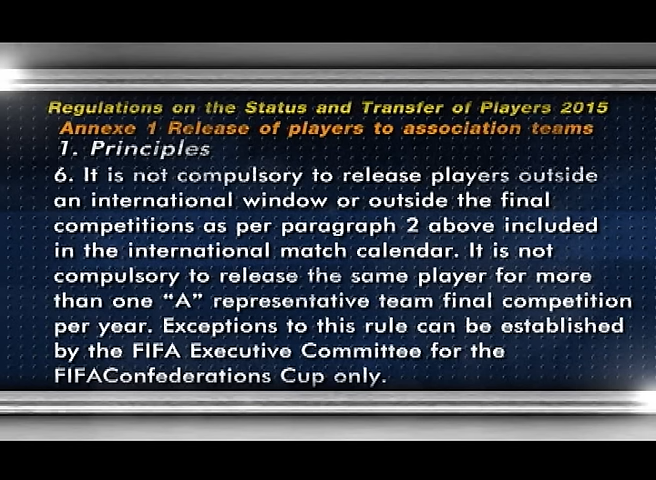 Regulations on the Status and Transfer of Players 2015
Annexe 1 Release of players to association teams
1. Principles
6. It is not compulsory to release players outside
an international window or outside the final
competitions as per paragraph 2 above included
in the international match calendar. It is not
compulsory to release the same player for more
than one “A” representative team final competition
per year. Exceptions to this rule can be established
by the FIFA Executive Committee for the
FIFAConfederations Cup only.